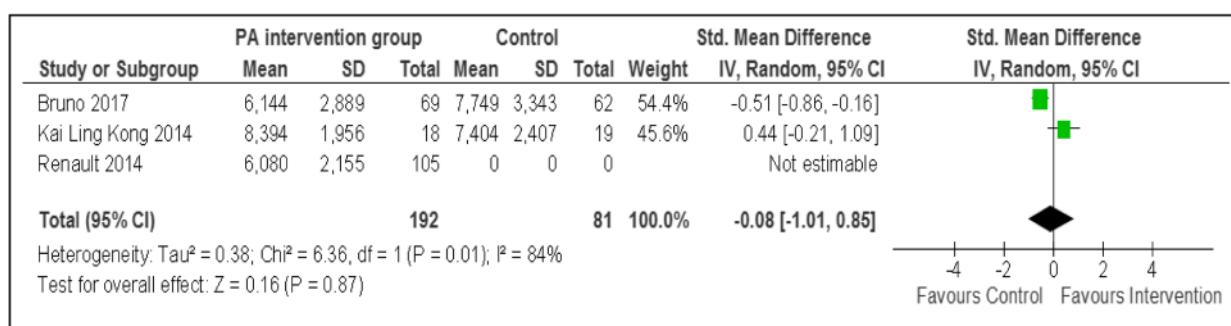 PA intervention group Control Std. Mean Difference Std. Mean Difference
Study or Subgroup Mean SD Total Mean SD Total Weight IV, Random, 95% CI IV, Random, 95% CI
Bruno 2017 6,144 2,889 69 7,749 3,343 62 54.4% -0.51 [-0.86, -0.16]
Kai Ling Kong 2014 8,394 1,956 18 7,404 2,407 19 45.6% 0.44 [-0.21, 1.09]
Renault 2014 6,080 2,155 105 0 0 0 Not estimable
Total (95% CI) 192 81 100.0% -0.08 [-1.01, 0.85]
Heterogeneity: Tau² = 0.38; Chi² = 6.36, df = 1 (P = 0.01); I² = 84%
Test for overall effect: Z = 0.16 (P = 0.87)
-4 -2 0 2 4
Favours Control Favours Intervention